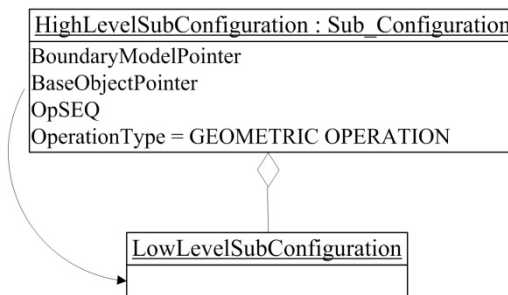 HighLevelSubConfiguration : Sub_Configuration
BoundaryModelPointer
BaseObjectPointer
OpSEQ
OperationType = GEOMETRIC OPERATION
LowLevelSubConfiguration